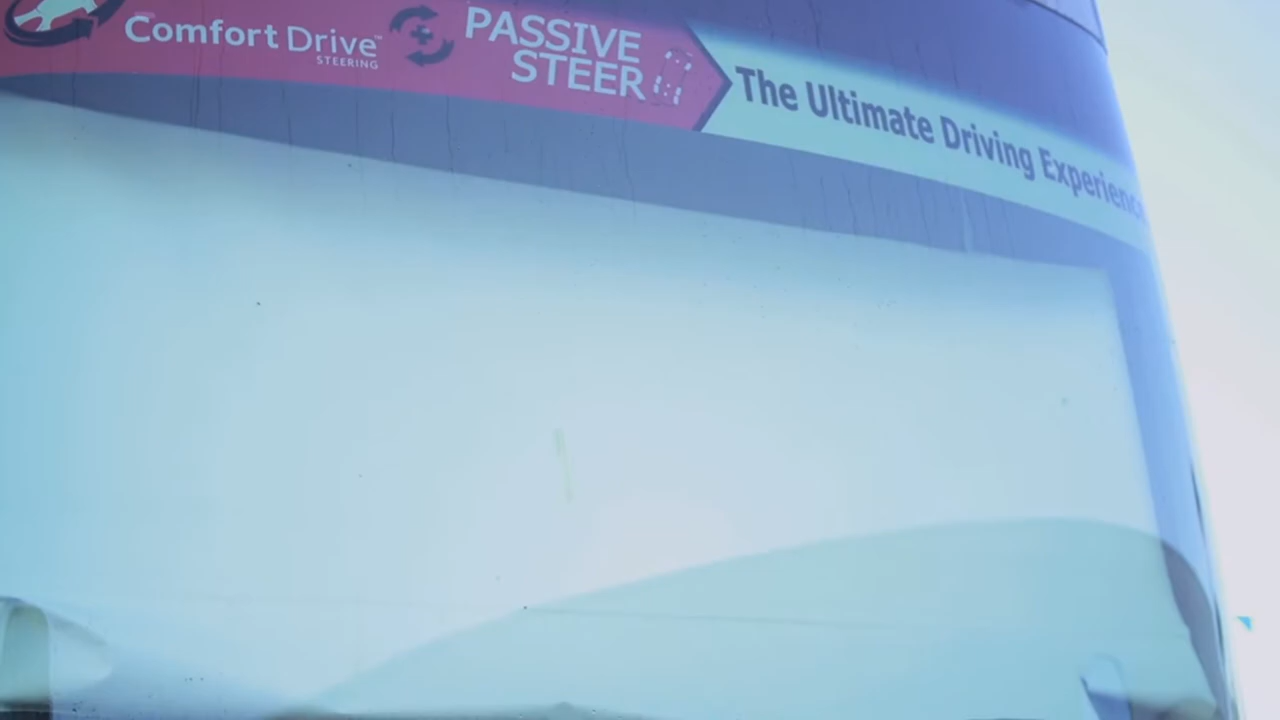 Comfort Drive™
STEERING
PASSIVE
STEER
The Ultimate Driving Experience